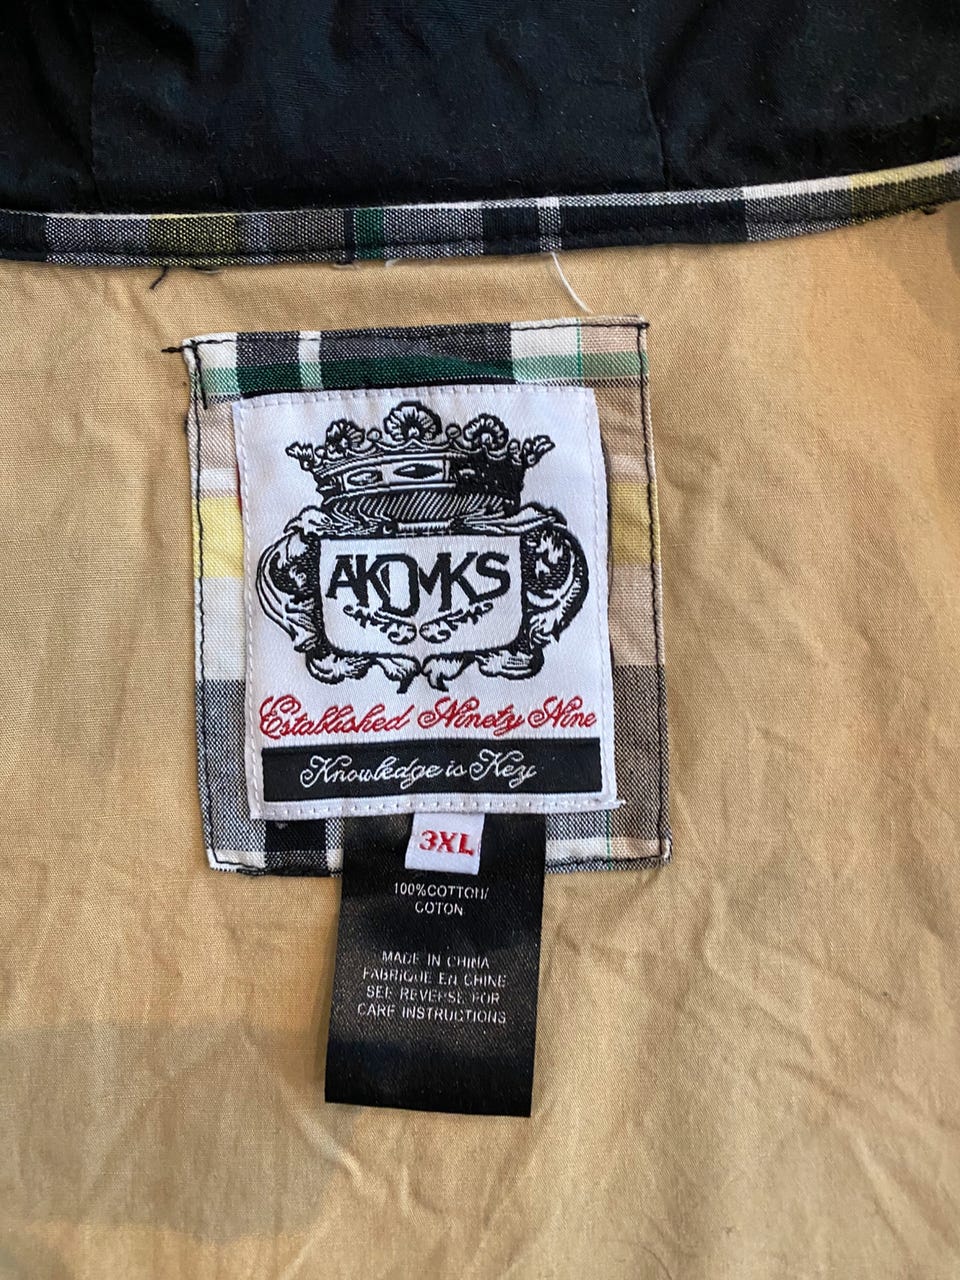 AKDMKS
Established Ninety Nine
Knowledge is Key
3XL
100%COTTON/
COTON
MADE IN CHINA
FABRIQUE EN CHINE
SEE REVERSE FOR
CARE INSTRUCTIONS